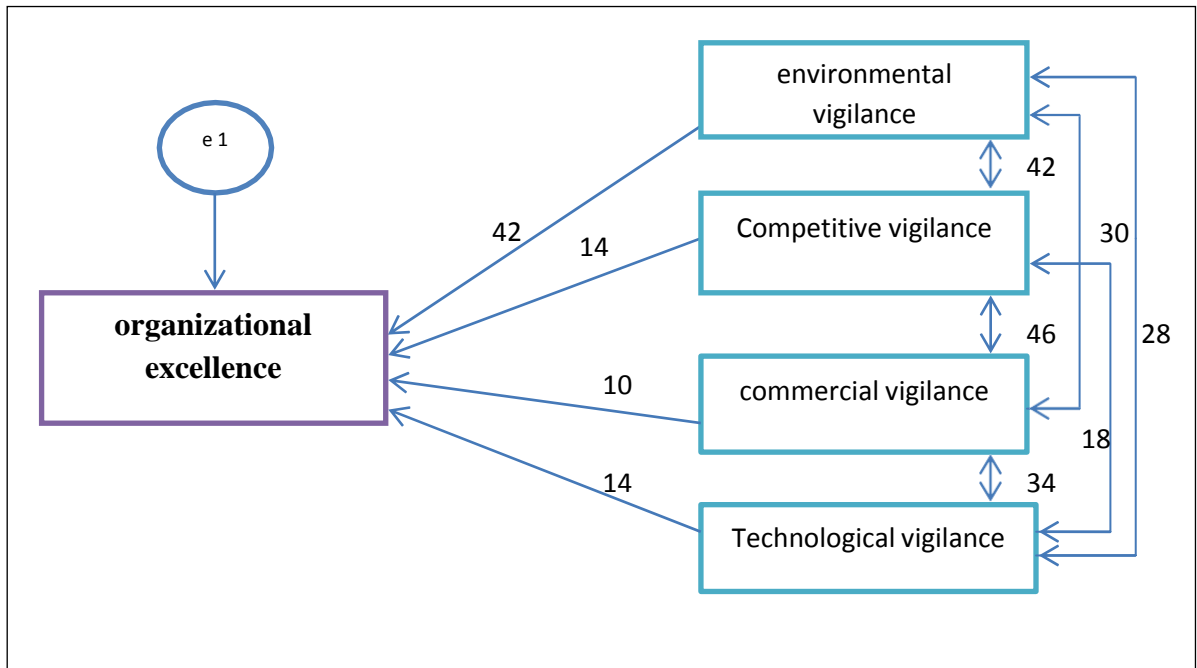 environmental
vigilance
e 1
42
Competitive vigilance
42
14
30
organizational
excellence
46
28
10
commercial vigilance
18
14
34
Technological vigilance